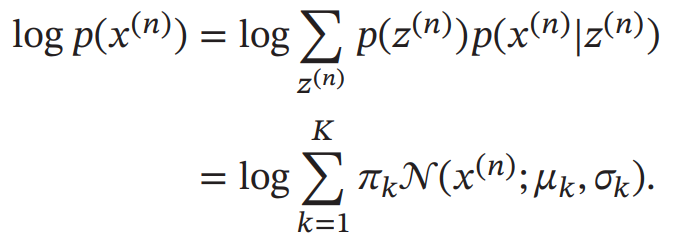 log p(x⁽ⁿ⁾) = log ∑_{z⁽ⁿ⁾} p(z⁽ⁿ⁾)p(x⁽ⁿ⁾|z⁽ⁿ⁾)
= log ∑_{k=1}^{K} π_k 𝒩(x⁽ⁿ⁾; μ_k, σ_k).